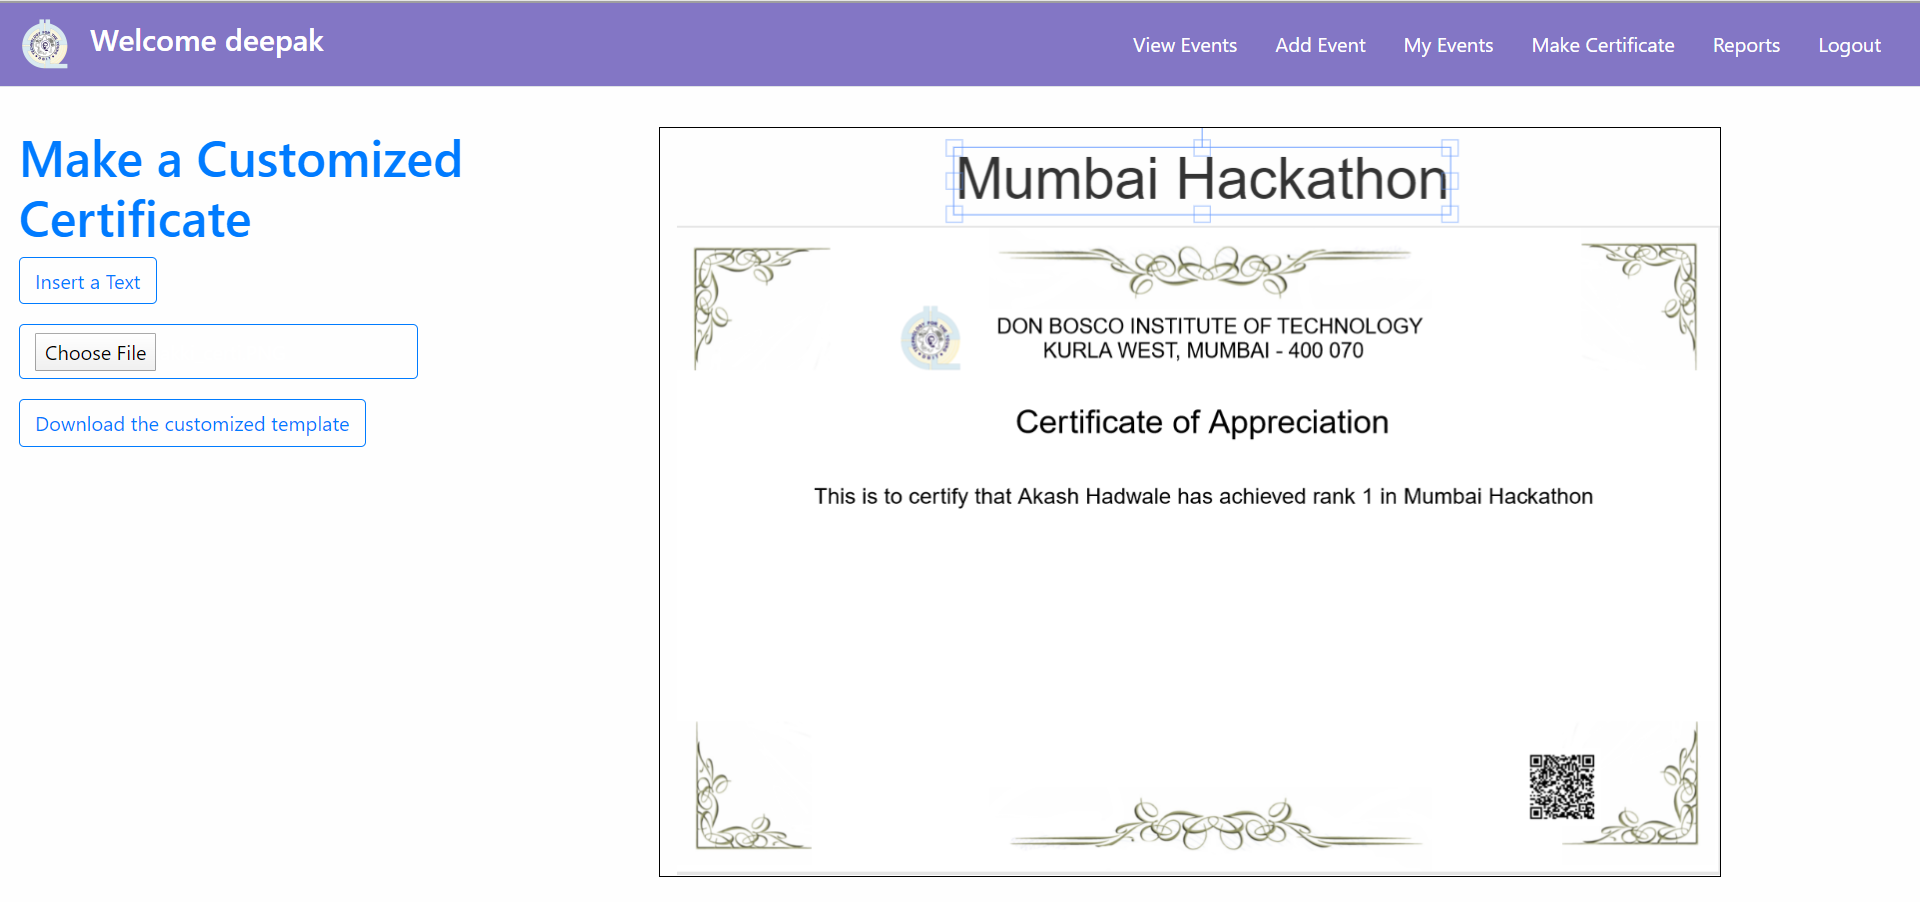 Welcome deepak
View Events
Add Event
My Events
Make Certificate
Reports
Logout
Make a Customized
Certificate
Insert a Text
Choose File
Download the customized template
Mumbai Hackathon
DON BOSCO INSTITUTE OF TECHNOLOGY
KURLA WEST, MUMBAI - 400 070
Certificate of Appreciation
This is to certify that Akash Hadwale has achieved rank 1 in Mumbai Hackathon